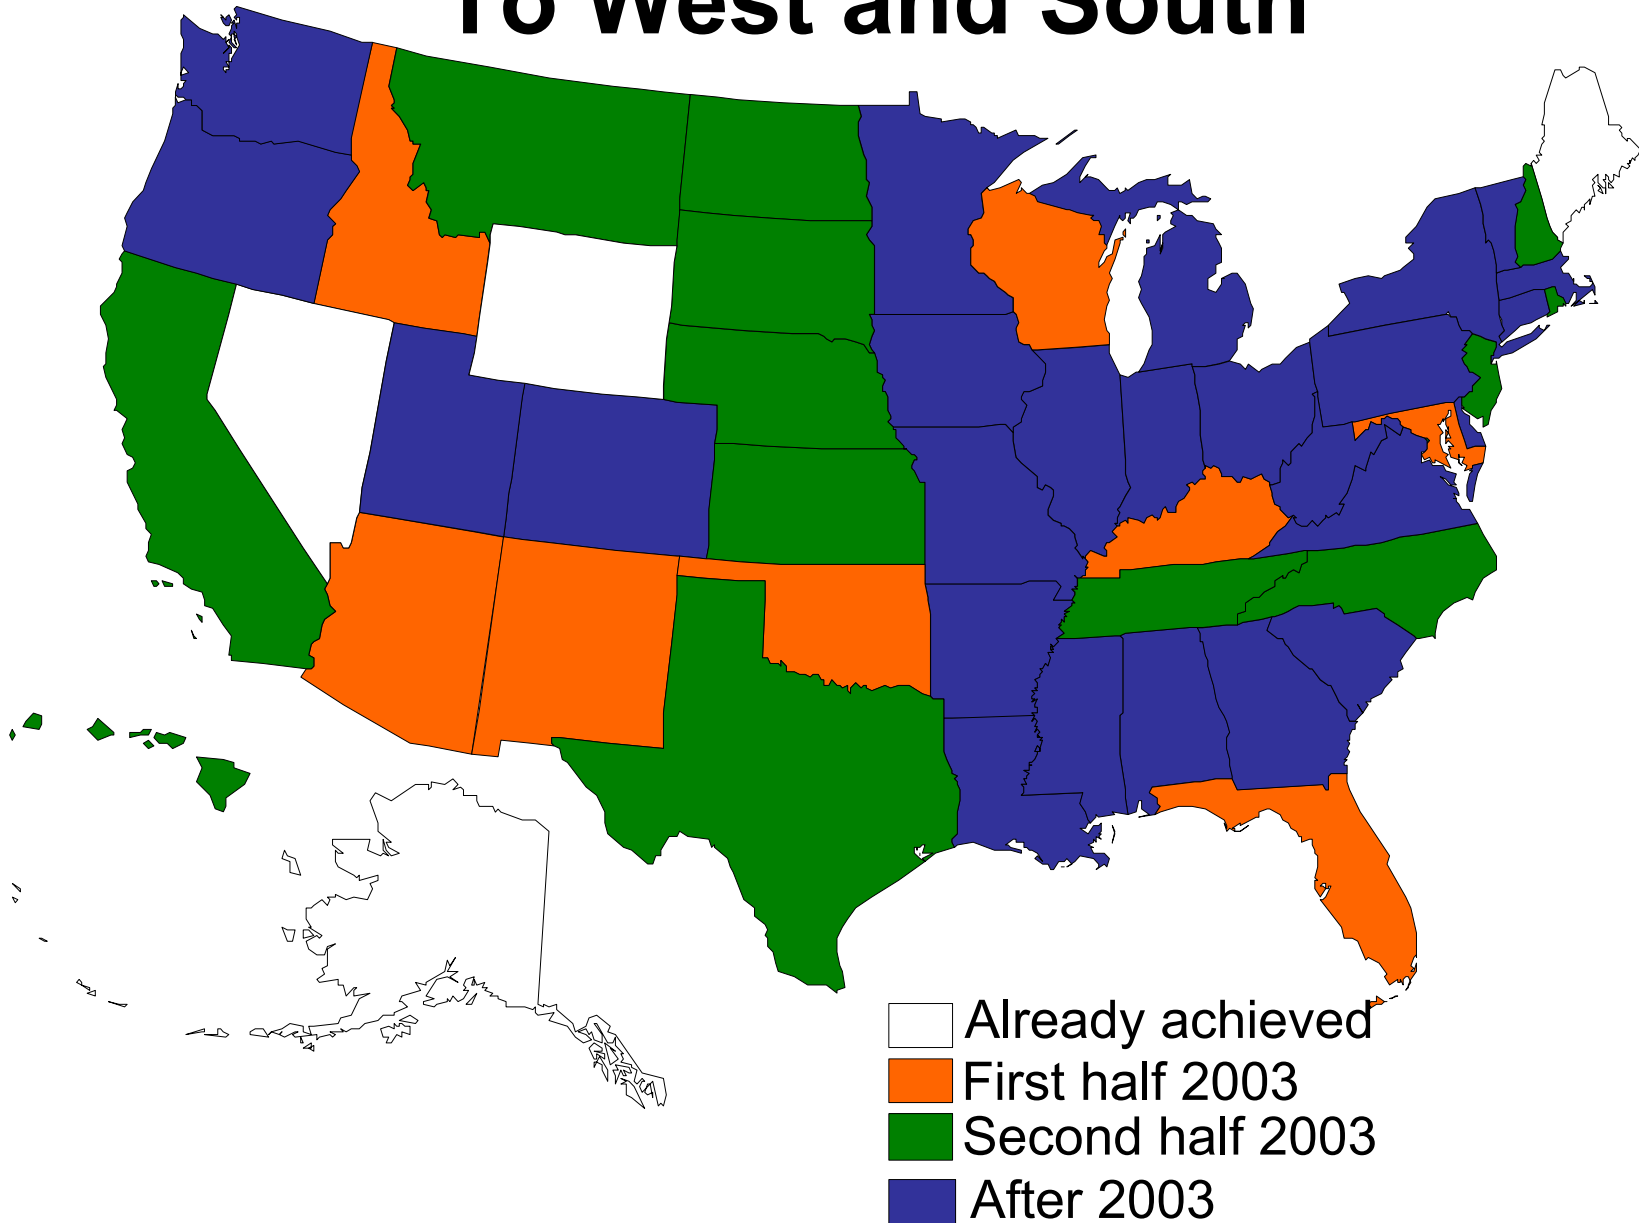 To West and South
Already achieved
First half 2003
Second half 2003
After 2003